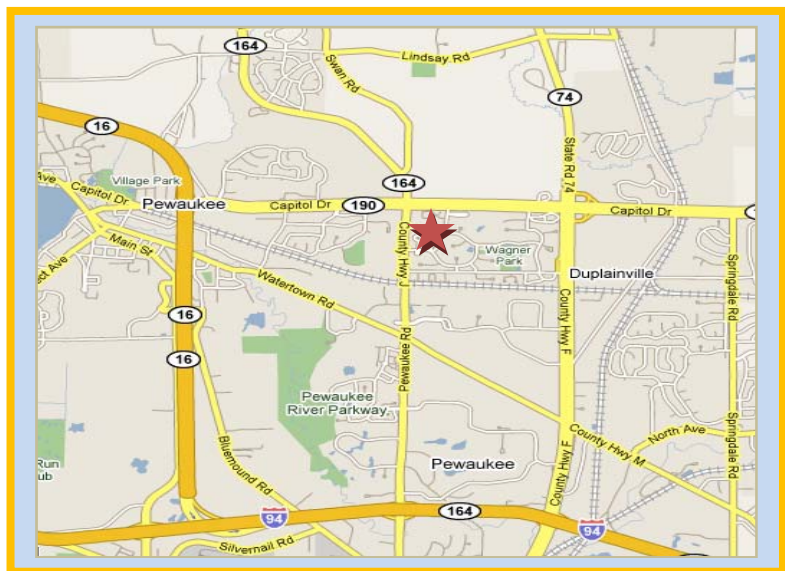 164
Lindsay Rd
Swan Rd
74
16
State Rd 74
Village Park
164
Ave
Capitol Dr
Pewaukee
Capitol Dr
190
Capitol Dr
Main St
County Hwy J
Wagner
Park
Duplainville
ect Ave
Watertown Rd
Springdale Rd
16
County Hwy F
16
Pewaukee Rd
Pewaukee
River Parkway
Bluemound Rd
County Hwy M
North Ave
Springdale Rd
Run
ub
Pewaukee
County Hwy F
164
94
94
Silvernail Rd